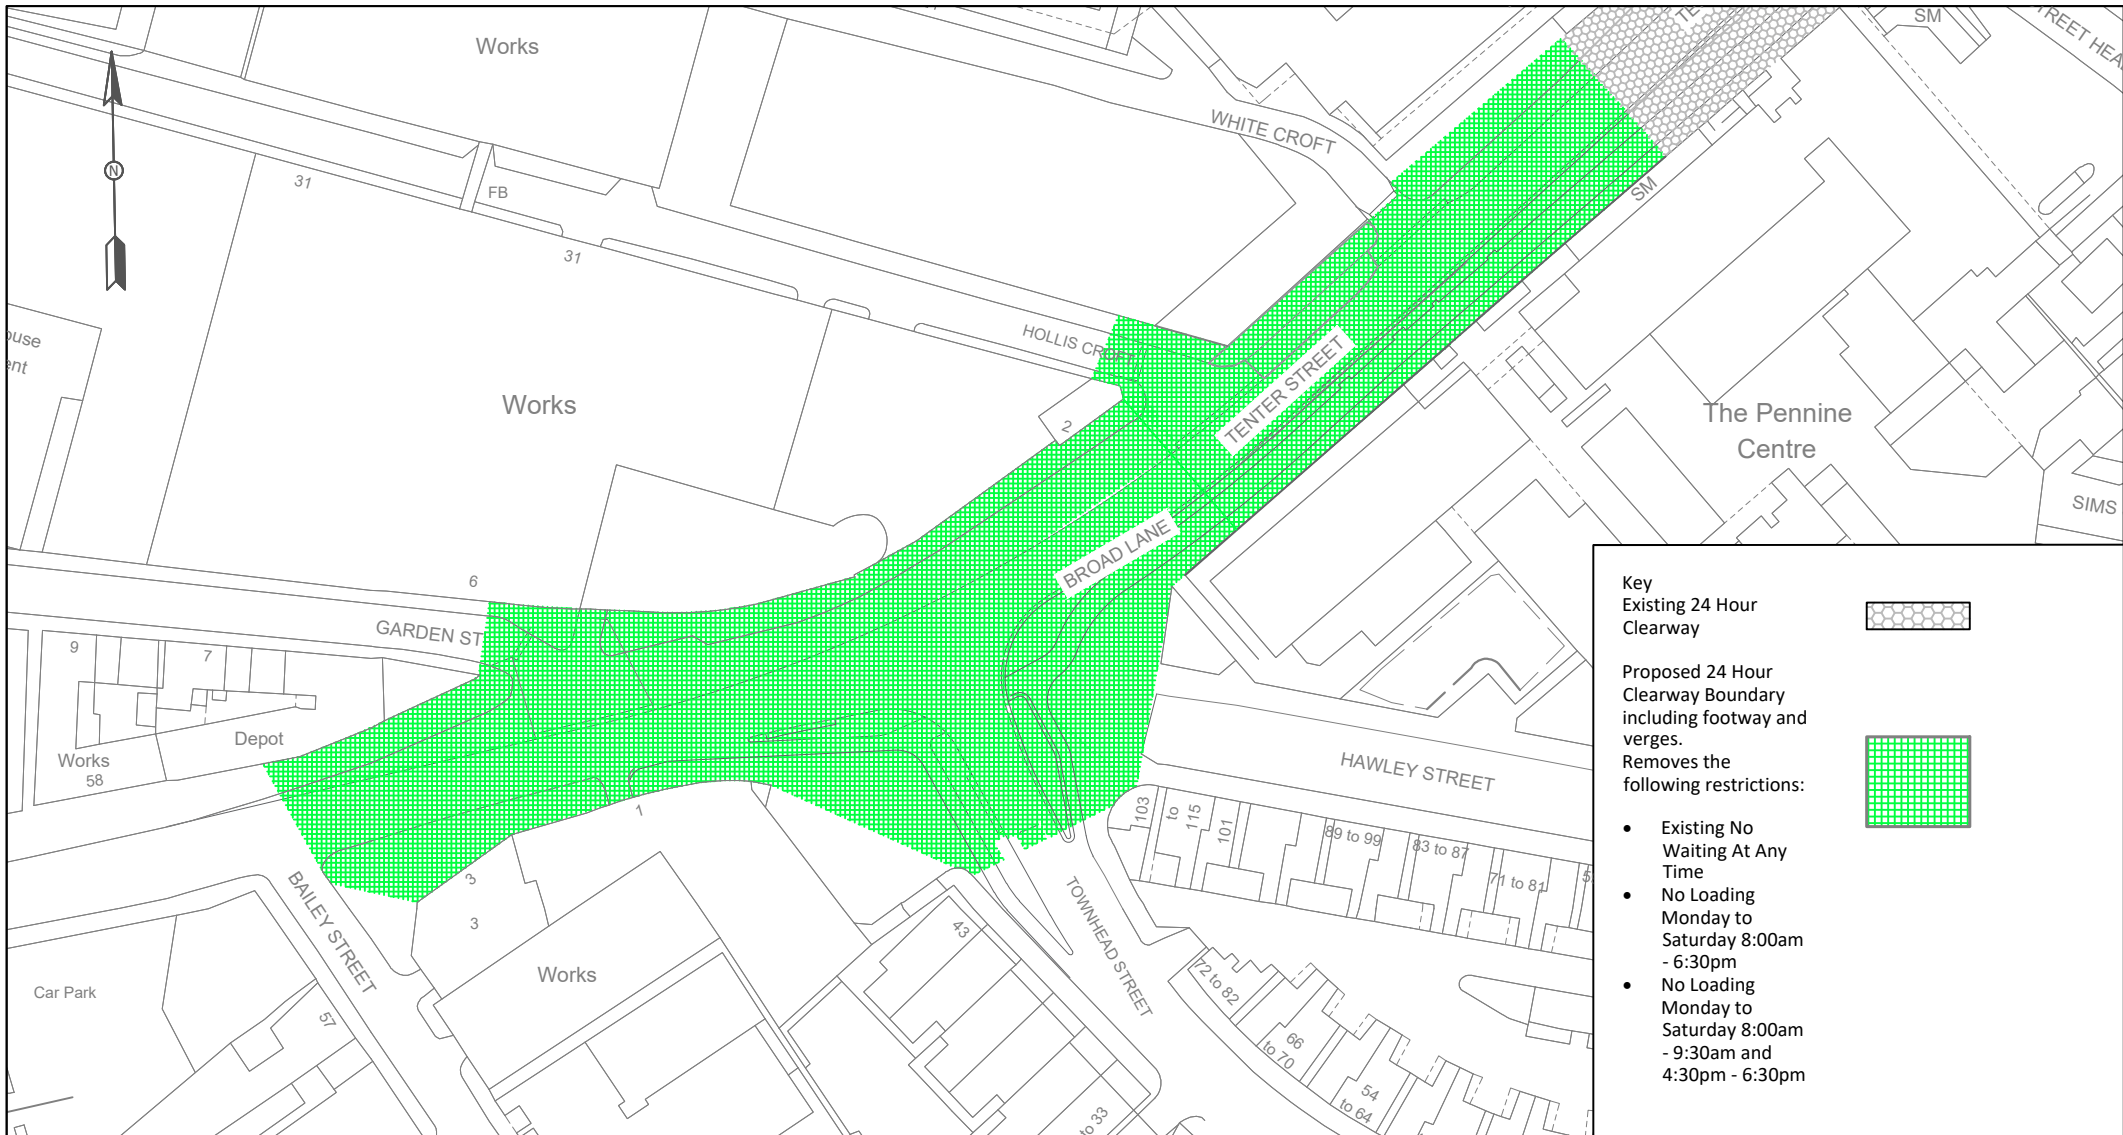 Works
SM
WHITE CROFT
31
FB
SM
31
HOLLIS CROFT
TENTER STREET
Works
2
The Pennine
Centre
SIMS
BROAD LANE
6
GARDEN ST
9
7
Depot
Works
58
HAWLEY STREET
1
103
to
115
101
89 to 99
83 to 87
71 to 81
3
3
BAILEY STREET
TOWNHEAD STREET
43
Works
Car Park
57
72 to 82
66
to 70
54
to 64
to 33
N
Key
Existing 24 Hour
Clearway
Proposed 24 Hour
Clearway Boundary
including footway and
verges.
Removes the
following restrictions:
• Existing No
Waiting At Any
Time
• No Loading
Monday to
Saturday 8:00am
- 6:30pm
• No Loading
Monday to
Saturday 8:00am
- 9:30am and
4:30pm - 6:30pm